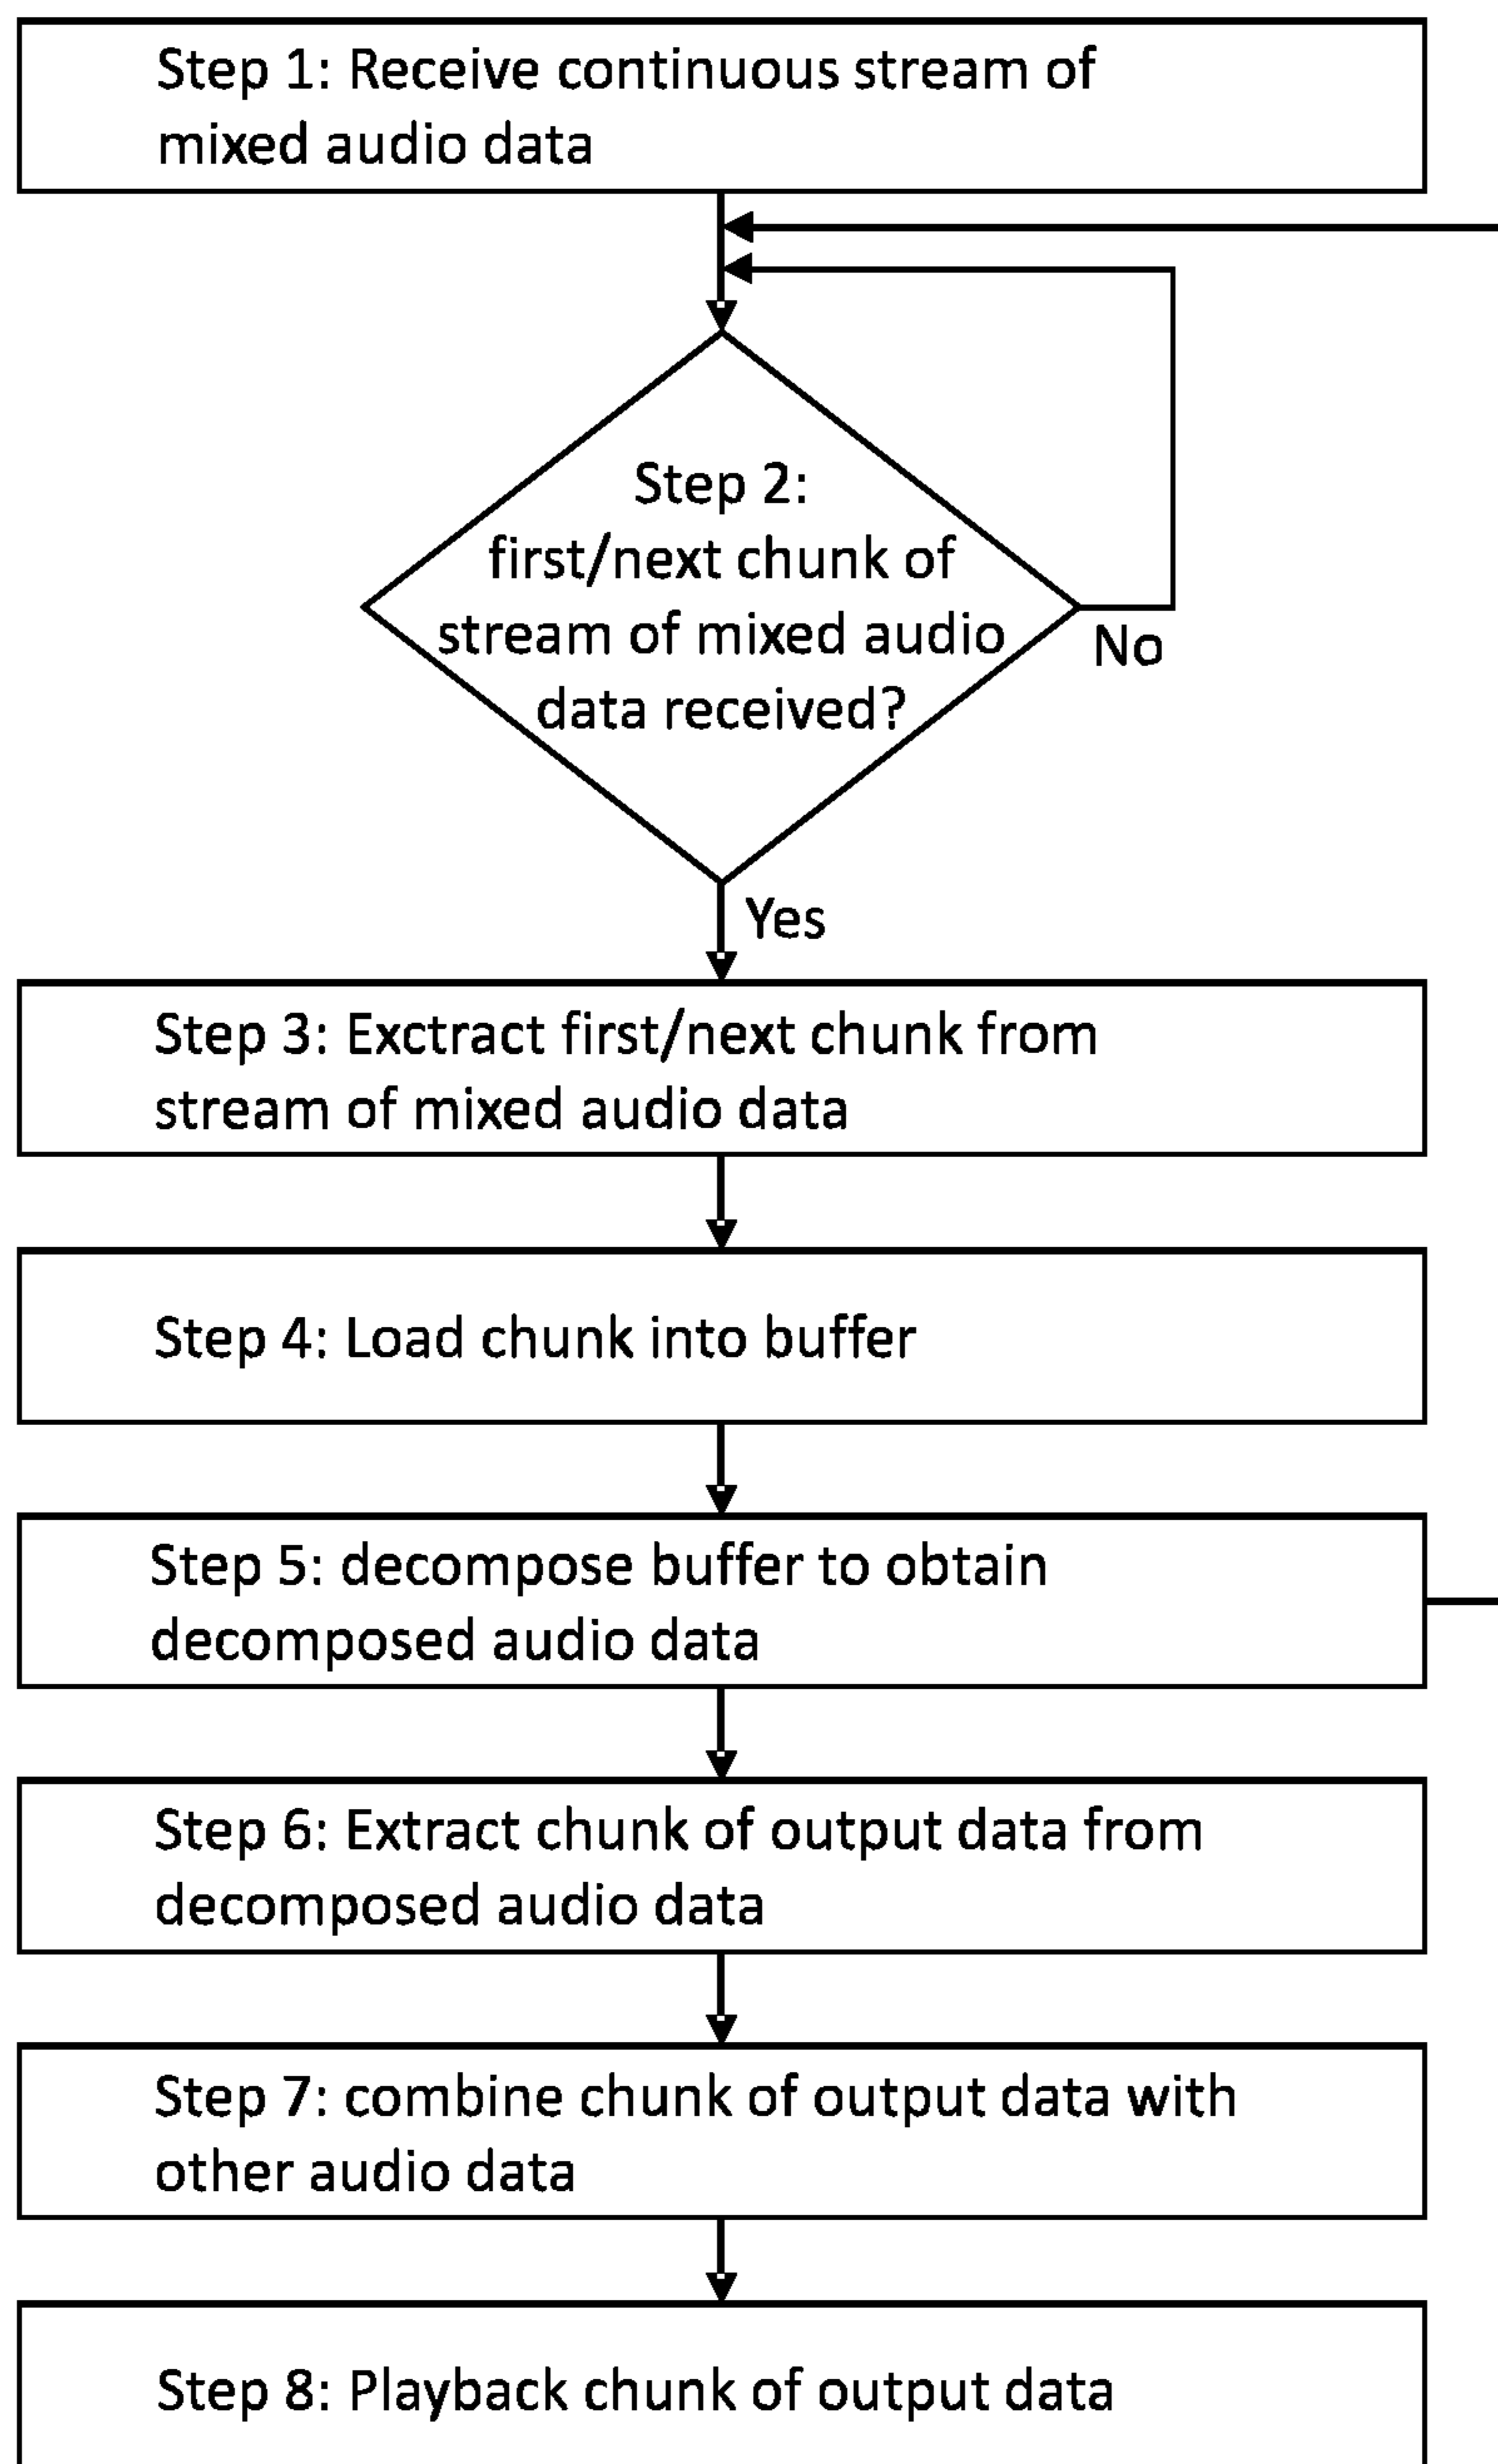 Step 1: Receive continuous stream of
mixed audio data
Step 2:
first/next chunk of
stream of mixed audio
data received?
No
Yes
Step 3: Exctract first/next chunk from
stream of mixed audio data
Step 4: Load chunk into buffer
Step 5: decompose buffer to obtain
decomposed audio data
Step 6: Extract chunk of output data from
decomposed audio data
Step 7: combine chunk of output data with
other audio data
Step 8: Playback chunk of output data